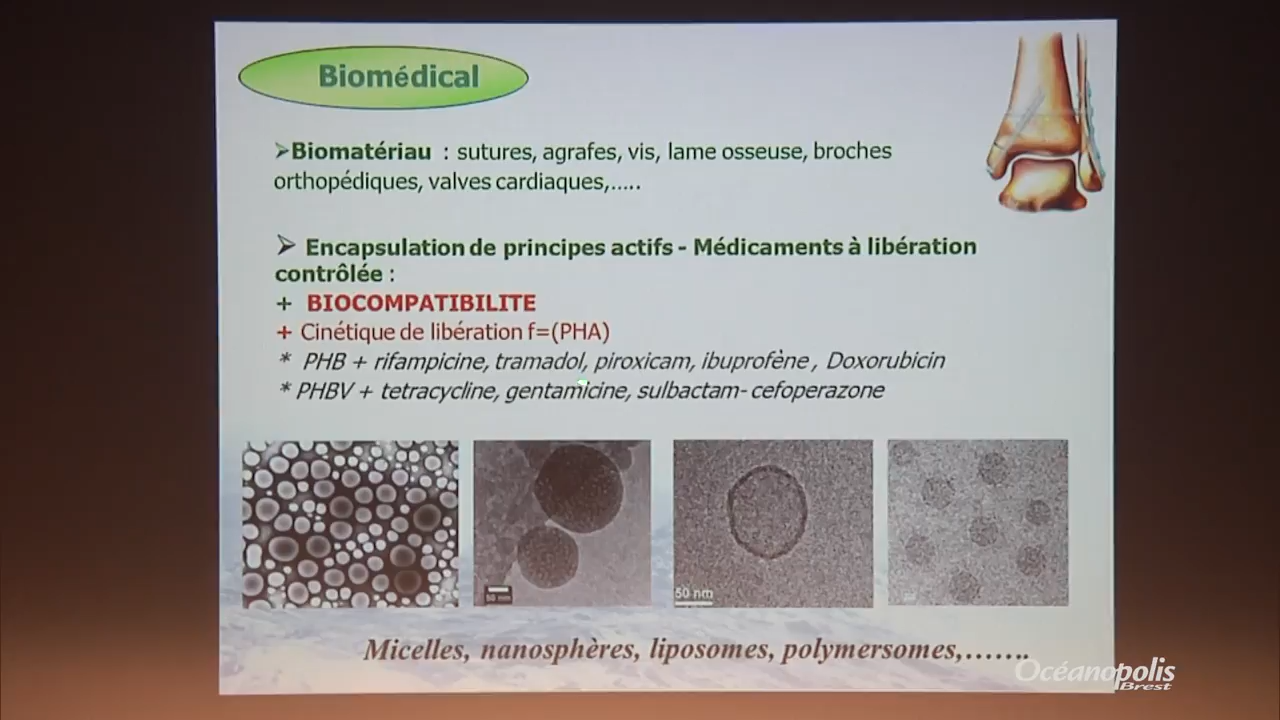 Biomédical
➢Biomatériau : sutures, agrafes, vis, lame osseuse, broches
orthopédiques, valves cardiaques,.....
➢ Encapsulation de principes actifs - Médicaments à libération
contrôlée :
+ BIOCOMPATIBILITE
+ Cinétique de libération f=(PHA)
* PHB + rifampicine, tramadol, piroxicam, ibuprofène , Doxorubicin
* PHBV + tetracycline, gentamicine, sulbactam- cefoperazone
50 nm
50 nm
Micelles, nanosphères, liposomes, polymersomes,.......
Océanopolis
Brest